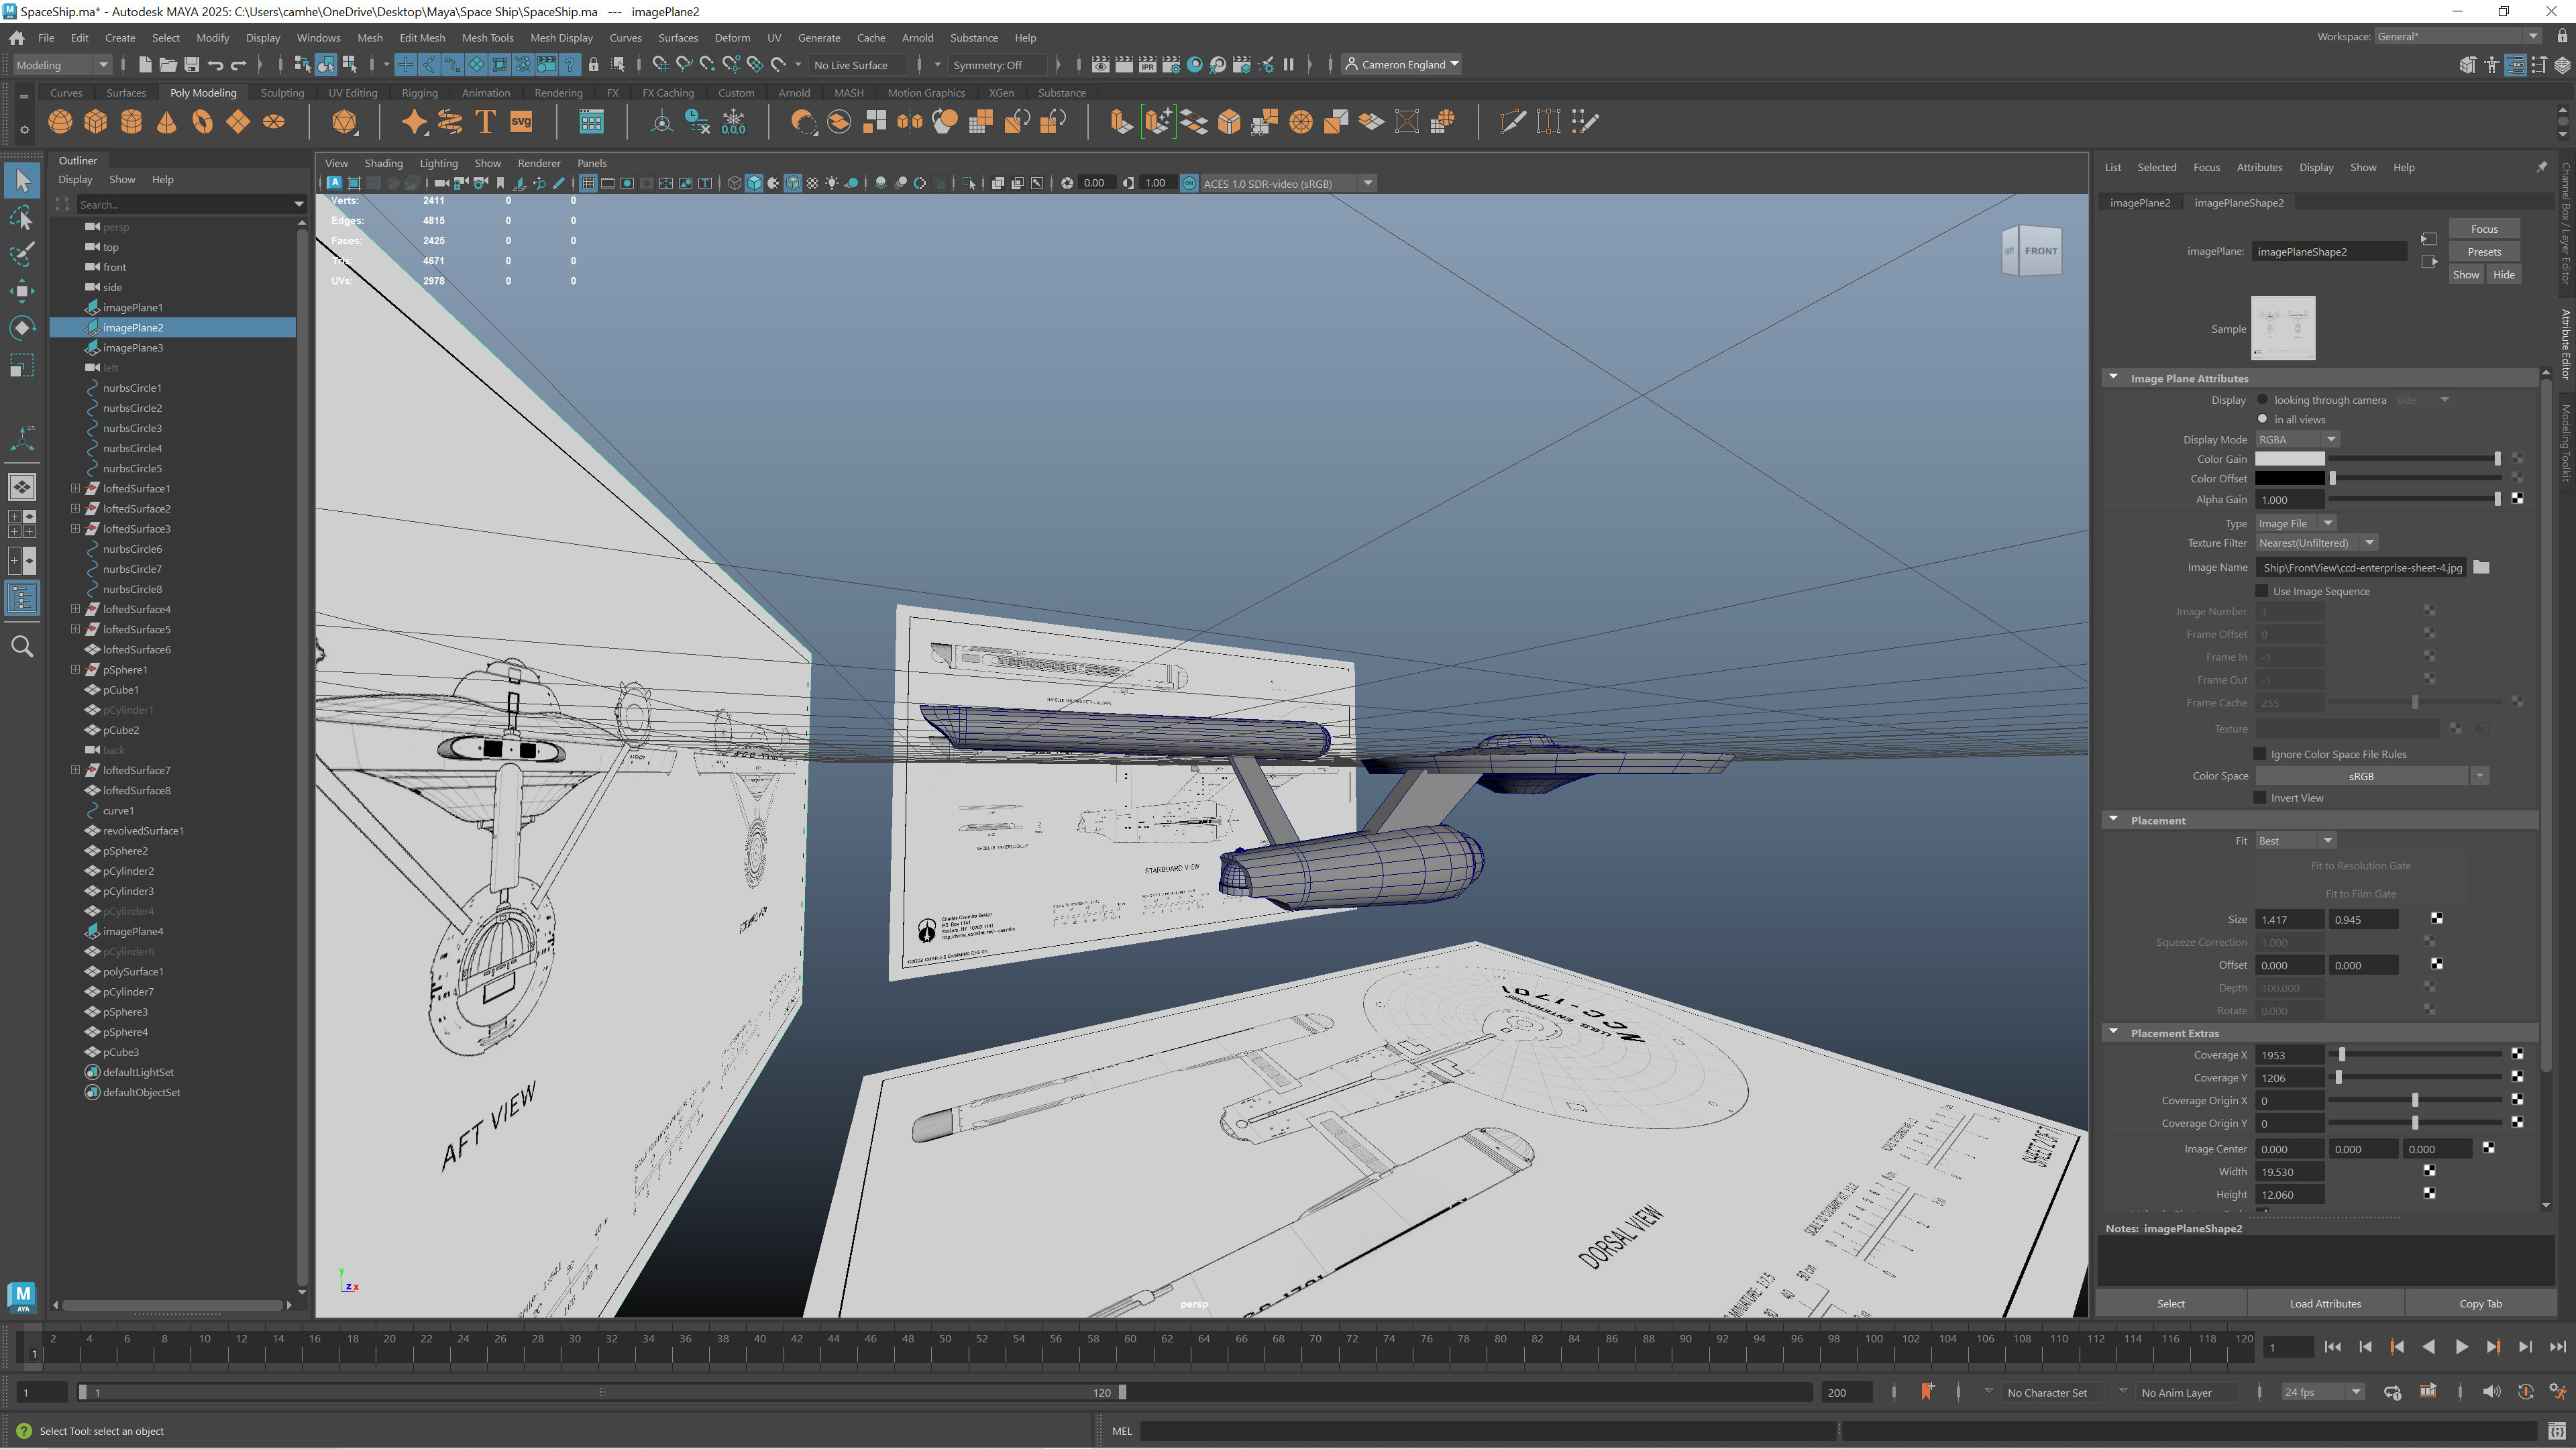 SpaceShip.ma* - Autodesk MAYA 2025: C:\Users\camhe\OneDrive\Desktop\Maya\Space Ship\SpaceShip.ma --- imagePlane2
File Edit Create Select Modify Display Windows Mesh Edit Mesh Mesh Tools Mesh Display Curves Surfaces Deform UV Generate Cache Arnold Substance Help
Workspace: General*
Modeling
No Live Surface
Symmetry: Off
IPR
Cameron England
Curves Surfaces Poly Modeling Sculpting UV Editing Rigging Animation Rendering FX FX Caching Custom Arnold MASH Motion Graphics XGen Substance
SVG
0,0,0
Outliner
Display Show Help
Search...
persp
top
front
side
imagePlane1
imagePlane2
imagePlane3
left
nurbsCircle1
nurbsCircle2
nurbsCircle3
nurbsCircle4
nurbsCircle5
loftedSurface1
loftedSurface2
loftedSurface3
nurbsCircle6
nurbsCircle7
nurbsCircle8
loftedSurface4
loftedSurface5
loftedSurface6
pSphere1
pCube1
pCylinder1
pCube2
back
loftedSurface7
loftedSurface8
curve1
revolvedSurface1
pSphere2
pCylinder2
pCylinder3
pCylinder4
imagePlane4
pCylinder6
polySurface1
pCylinder7
pSphere3
pSphere4
pCube3
defaultLightSet
defaultObjectSet
View Shading Lighting Show Renderer Panels
0.00
1.00
ACES 1.0 SDR-video (sRGB)
Verts: 2411 0 0
Edges: 4815 0 0
Faces: 2425 0 0
Tris: 4671 0 0
UVs: 2978 0 0
LEFT FRONT
STARBOARD VIEW
AFT VIEW
NCC-1701
U.S.S. ENTERPRISE
DORSAL VIEW
persp
y
z x
List Selected Focus Attributes Display Show Help
imagePlane2 imagePlaneShape2
imagePlane: imagePlaneShape2
Focus
Presets
Show Hide
Sample
Image Plane Attributes
Display looking through camera side
in all views
Display Mode RGBA
Color Gain
Color Offset
Alpha Gain 1.000
Type Image File
Texture Filter Nearest(Unfiltered)
Image Name Ship\FrontView\ccd-enterprise-sheet-4.jpg
Use Image Sequence
Image Number 1
Frame Offset 0
Frame In -1
Frame Out -1
Frame Cache 255
Texture
Ignore Color Space File Rules
Color Space sRGB
Invert View
Placement
Fit Best
Fit to Resolution Gate
Fit to Film Gate
Size 1.417 0.945
Squeeze Correction 1.000
Offset 0.000 0.000
Depth 100.000
Rotate 0.000
Placement Extras
Coverage X 1953
Coverage Y 1206
Coverage Origin X 0
Coverage Origin Y 0
Image Center 0.000 0.000 0.000
Width 19.530
Height 12.060
Notes: imagePlaneShape2
Select Load Attributes Copy Tab
Channel Box / Layer Editor
Attribute Editor
Modeling Toolkit
M
AYA
2 4 6 8 10 12 14 16 18 20 22 24 26 28 30 32 34 36 38 40 42 44 46 48 50 52 54 56 58 60 62 64 66 68 70 72 74 76 78 80 82 84 86 88 90 92 94 96 98 100 102 104 106 108 110 112 114 116 118 120
1
1
1
1
120
200
No Character Set
No Anim Layer
24 fps
Select Tool: select an object
MEL